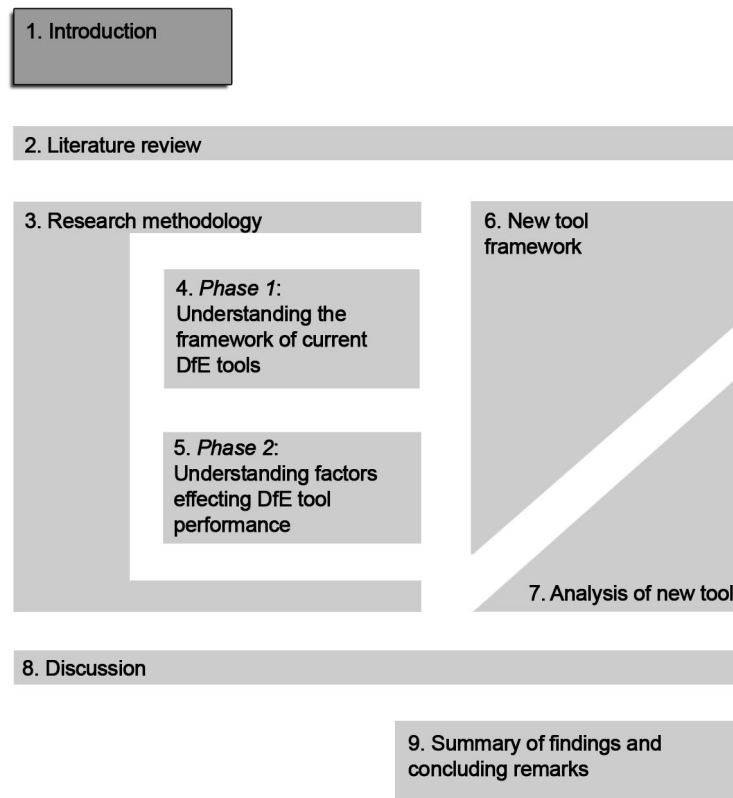 1. Introduction
2. Literature review
3. Research methodology
4. Phase 1:
Understanding the
framework of current
DfE tools
5. Phase 2:
Understanding factors
effecting DfE tool
performance
6. New tool
framework
7. Analysis of new tool
8. Discussion
9. Summary of findings and
concluding remarks